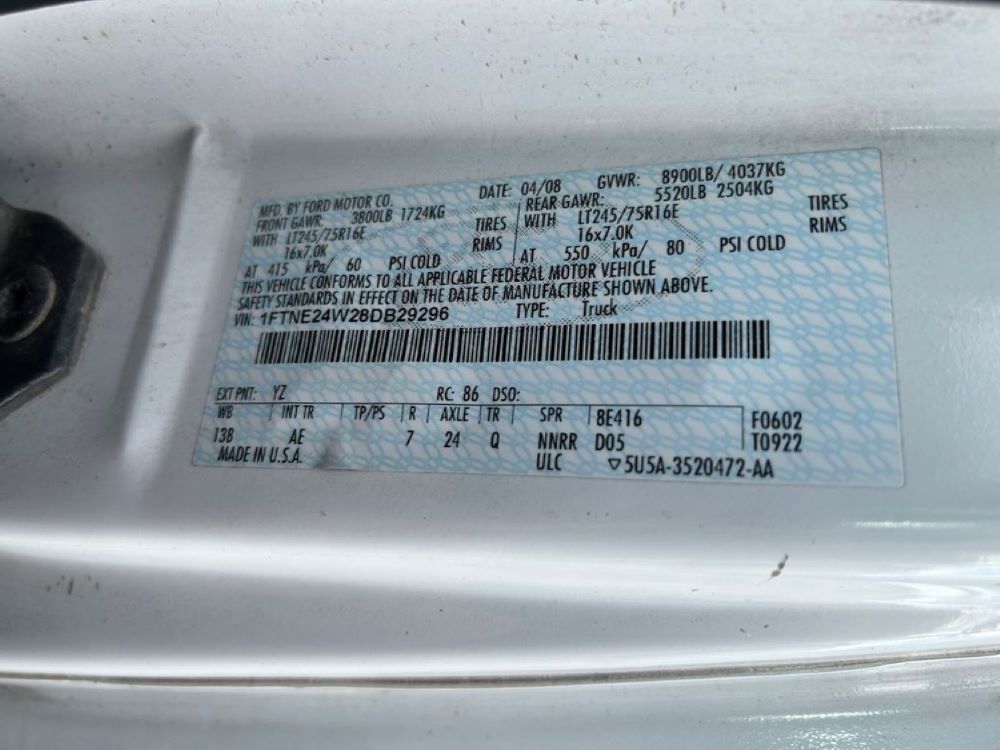 MFD. BY FORD MOTOR CO. DATE: 04/08 GVWR: 8900LB/ 4037KG
FRONT GAWR: 3800LB 1724KG REAR GAWR: 5520LB 2504KG
WITH LT245/75R16E TIRES WITH LT245/75R16E TIRES
16x7.0K RIMS 16x7.0K RIMS
AT 415 kPa/ 60 PSI COLD AT 550 kPa/ 80 PSI COLD
THIS VEHICLE CONFORMS TO ALL APPLICABLE FEDERAL MOTOR VEHICLE
SAFETY STANDARDS IN EFFECT ON THE DATE OF MANUFACTURE SHOWN ABOVE.
VIN: 1FTNE24W28DB29296 TYPE: Truck
EXT PNT: YZ RC: 86 DSO:
WB INT TR TP/PS R AXLE TR SPR 8E416 F0602
138 AE 7 24 Q NNRR D05 T0922
MADE IN U.S.A. ULC ▽5U5A-3520472-AA